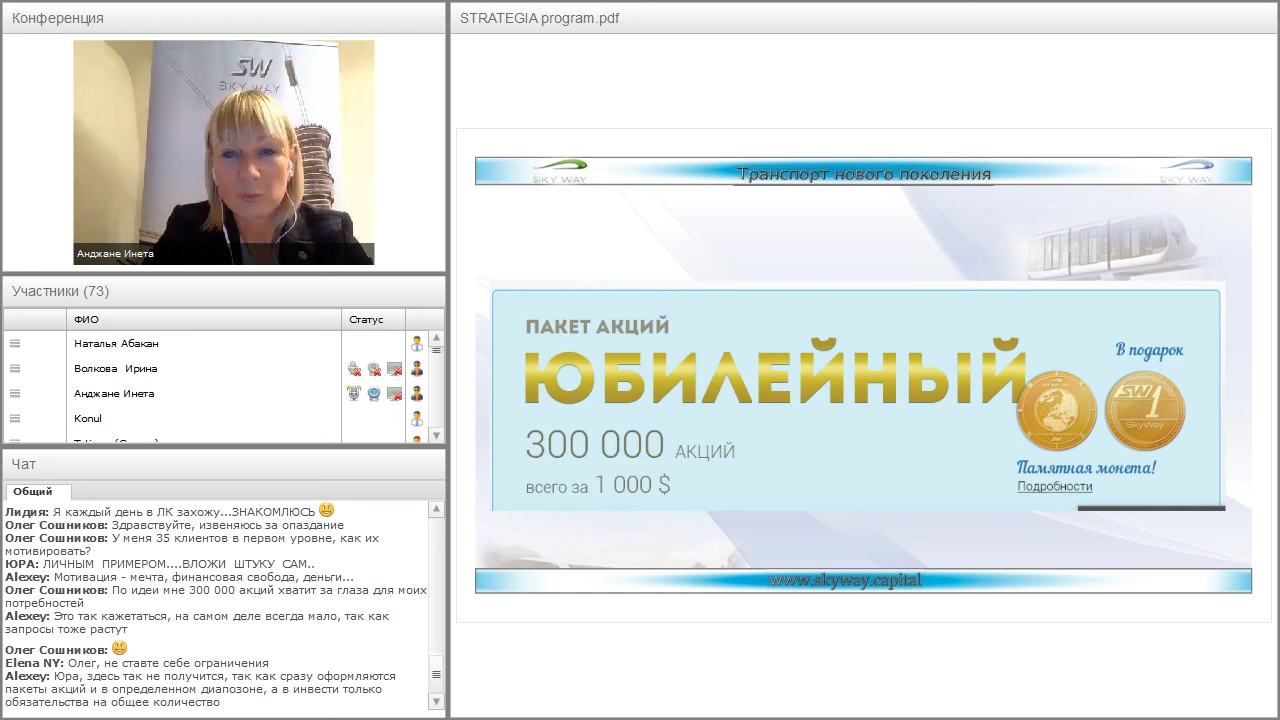 Конференция
SW
SKY WAY
Анджане Инета
Участники (73)
ФИО
Статус
Наталья Абакан
Волкова Ирина
Анджане Инета
Konul
Чат
Общий
Лидия: Я каждый день в ЛК захожу...ЗНАКОМЛЮСЬ
Олег Сошников: Здравствуйте, извеняюсь за опаздание
Олег Сошников: У меня 35 клиентов в первом уровне, как их
мотивировать?
ЮРА: ЛИЧНЫМ ПРИМЕРОМ....ВЛОЖИ ШТУКУ САМ..
Alexey: Мотивация - мечта, финансовая свобода, деньги...
Олег Сошников: По идеи мне 300000 акций хватит за глаза для моих
потребностей
Alexey: Это так кажетаться, на самом деле всегда мало, так как
запросы тоже растут
Олег Сошников:
Elena NY: Олег, не ставте себе ограничения
Alexey: Юра, здесь так не получится, так как сразу оформляются
пакеты акций и в определенном диапозоне, а в инвести только
обязательства на общее количество
STRATEGIA program.pdf
SKY WAY
Транспорт нового поколения
SKY WAY
ПАКЕТ АКЦИЙ
ЮБИЛЕЙНЫЙ
300 000 АКЦИЙ
всего за 1 000 $
В подарок
SW
SW 1
SkyWay
Памятная монета!
Подробности
www.skyway.capital